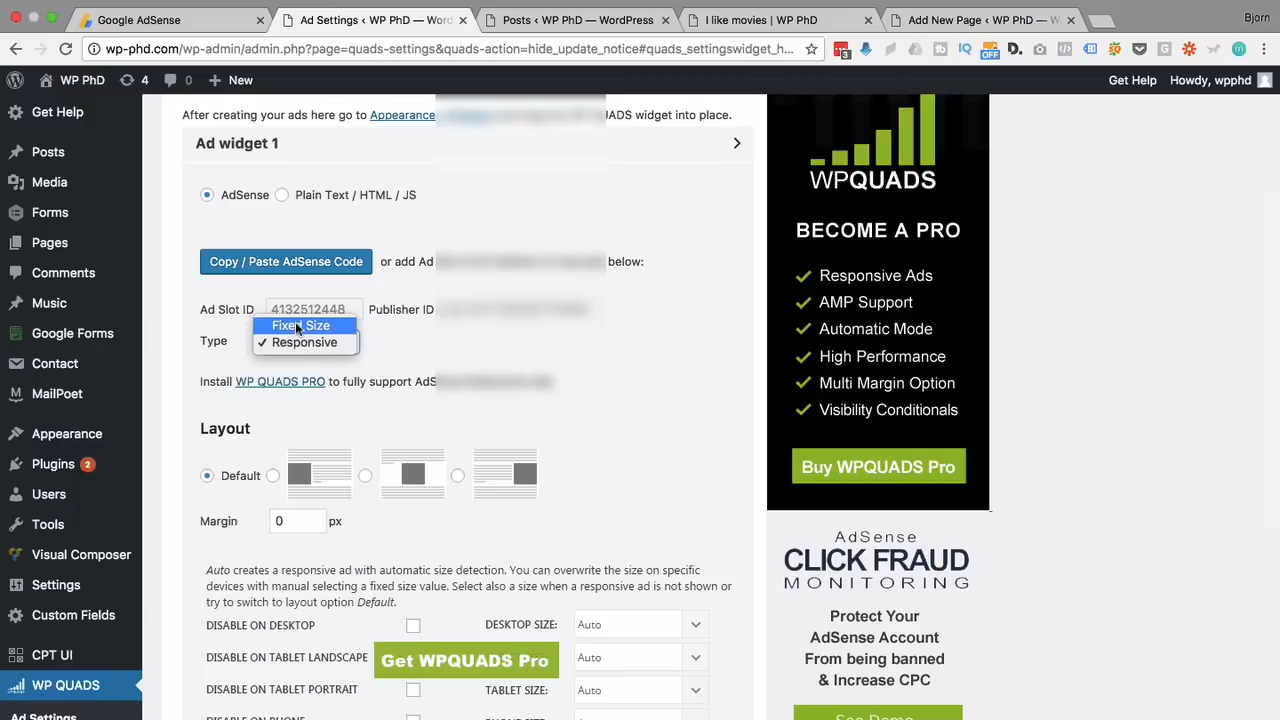 Google AdSense
Ad Settings ‹ WP PhD — Word
Posts ‹ WP PhD — WordPress
I like movies | WP PhD
Add New Page ‹ WP PhD — W
Bjorn
wp-phd.com/wp-admin/admin.php?page=quads-settings&quads-action=hide_update_notice#quads_settingswidget_h...
3
OFF
WP PhD
4
0
New
Get Help
Howdy, wpphd
Get Help
Posts
Media
Forms
Pages
Comments
Music
Google Forms
Contact
MailPoet
Appearance
Plugins 2
Users
Tools
Visual Composer
Settings
Custom Fields
CPT UI
WP QUADS
Ad Settings
After creating your ads here go to Appearance
UADS widget into place.
Ad widget 1
AdSense
Plain Text / HTML / JS
Copy / Paste AdSense Code
or add Ad
below:
Ad Slot ID
4132512448
Publisher ID
Fixed Size
Type
✓ Responsive
Install WP QUADS PRO to fully support AdS
Layout
Default
Margin
0
px
Auto creates a responsive ad with automatic size detection. You can overwrite the size on specific
devices with manual selecting a fixed size value. Select also a size when a responsive ad is not shown or
try to switch to layout option Default.
DISABLE ON DESKTOP
DESKTOP SIZE:
Auto
DISABLE ON TABLET LANDSCAPE
Get WPQUADS Pro
Auto
DISABLE ON TABLET PORTRAIT
TABLET SIZE:
Auto
DISABLE ON PHONE
PHONE SIZE:
Auto
WPQUADS
BECOME A PRO
Responsive Ads
AMP Support
Automatic Mode
High Performance
Multi Margin Option
Visibility Conditionals
Buy WPQUADS Pro
AdSense
CLICK FRAUD
MONITORING
Protect Your
AdSense Account
From being banned
& Increase CPC
See Demo